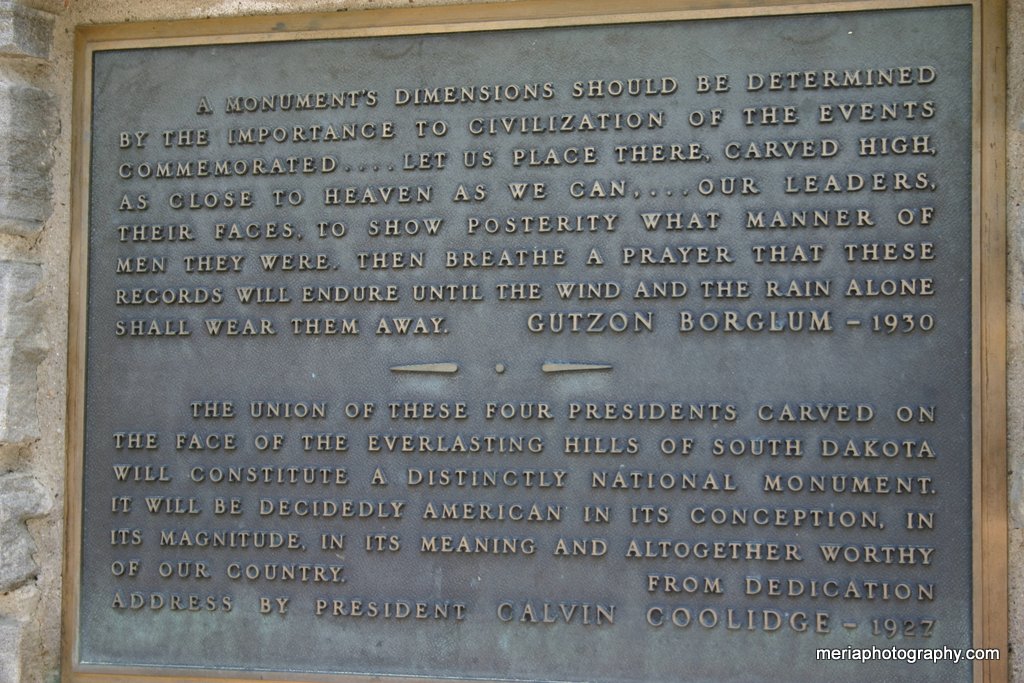 A MONUMENT'S DIMENSIONS SHOULD BE DETERMINED
BY THE IMPORTANCE TO CIVILIZATION OF THE EVENTS
COMMEMORATED....LET US PLACE THERE, CARVED HIGH,
AS CLOSE TO HEAVEN AS WE CAN,...OUR LEADERS,
THEIR FACES, TO SHOW POSTERITY WHAT MANNER OF
MEN THEY WERE. THEN BREATHE A PRAYER THAT THESE
RECORDS WILL ENDURE UNTIL THE WIND AND THE RAIN ALONE
SHALL WEAR THEM AWAY. GUTZON BORGLUM – 1930
THE UNION OF THESE FOUR PRESIDENTS CARVED ON
THE FACE OF THE EVERLASTING HILLS OF SOUTH DAKOTA
WILL CONSTITUTE A DISTINCTLY NATIONAL MONUMENT.
IT WILL BE DECIDEDLY AMERICAN IN ITS CONCEPTION, IN
ITS MAGNITUDE, IN ITS MEANING AND ALTOGETHER WORTHY
OF OUR COUNTRY. FROM DEDICATION
ADDRESS BY PRESIDENT CALVIN COOLIDGE – 1927
meriaphotography.com